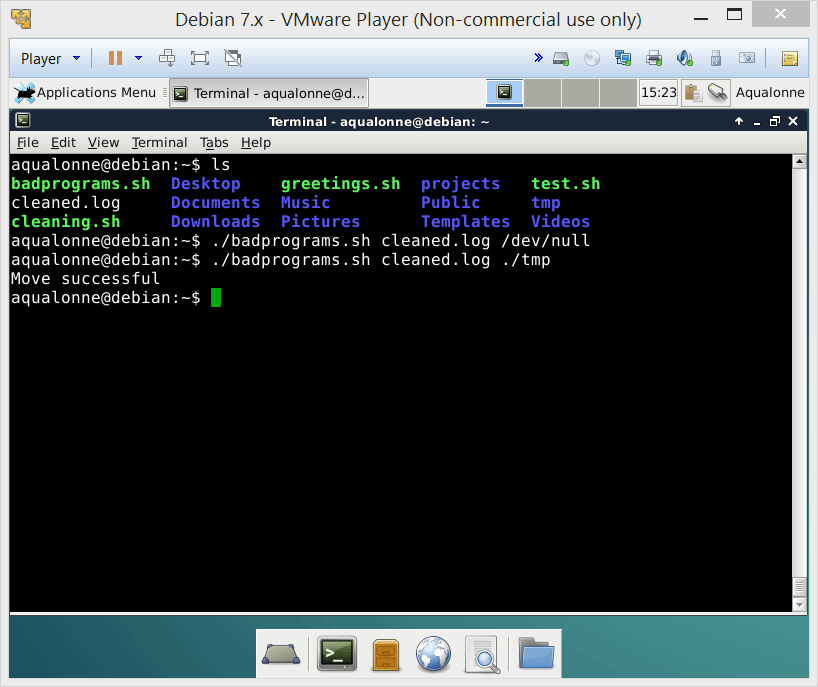 Debian 7.x - VMware Player (Non-commercial use only)
Player
Applications Menu Terminal - aqualonne@d... 15:23 Aqualonne
Terminal - aqualonne@debian: ~
File Edit View Terminal Tabs Help
aqualonne@debian:~$ ls
badprograms.sh Desktop greetings.sh projects test.sh
cleaned.log Documents Music Public tmp
cleaning.sh Downloads Pictures Templates Videos
aqualonne@debian:~$ ./badprograms.sh cleaned.log /dev/null
aqualonne@debian:~$ ./badprograms.sh cleaned.log ./tmp
Move successful
aqualonne@debian:~$